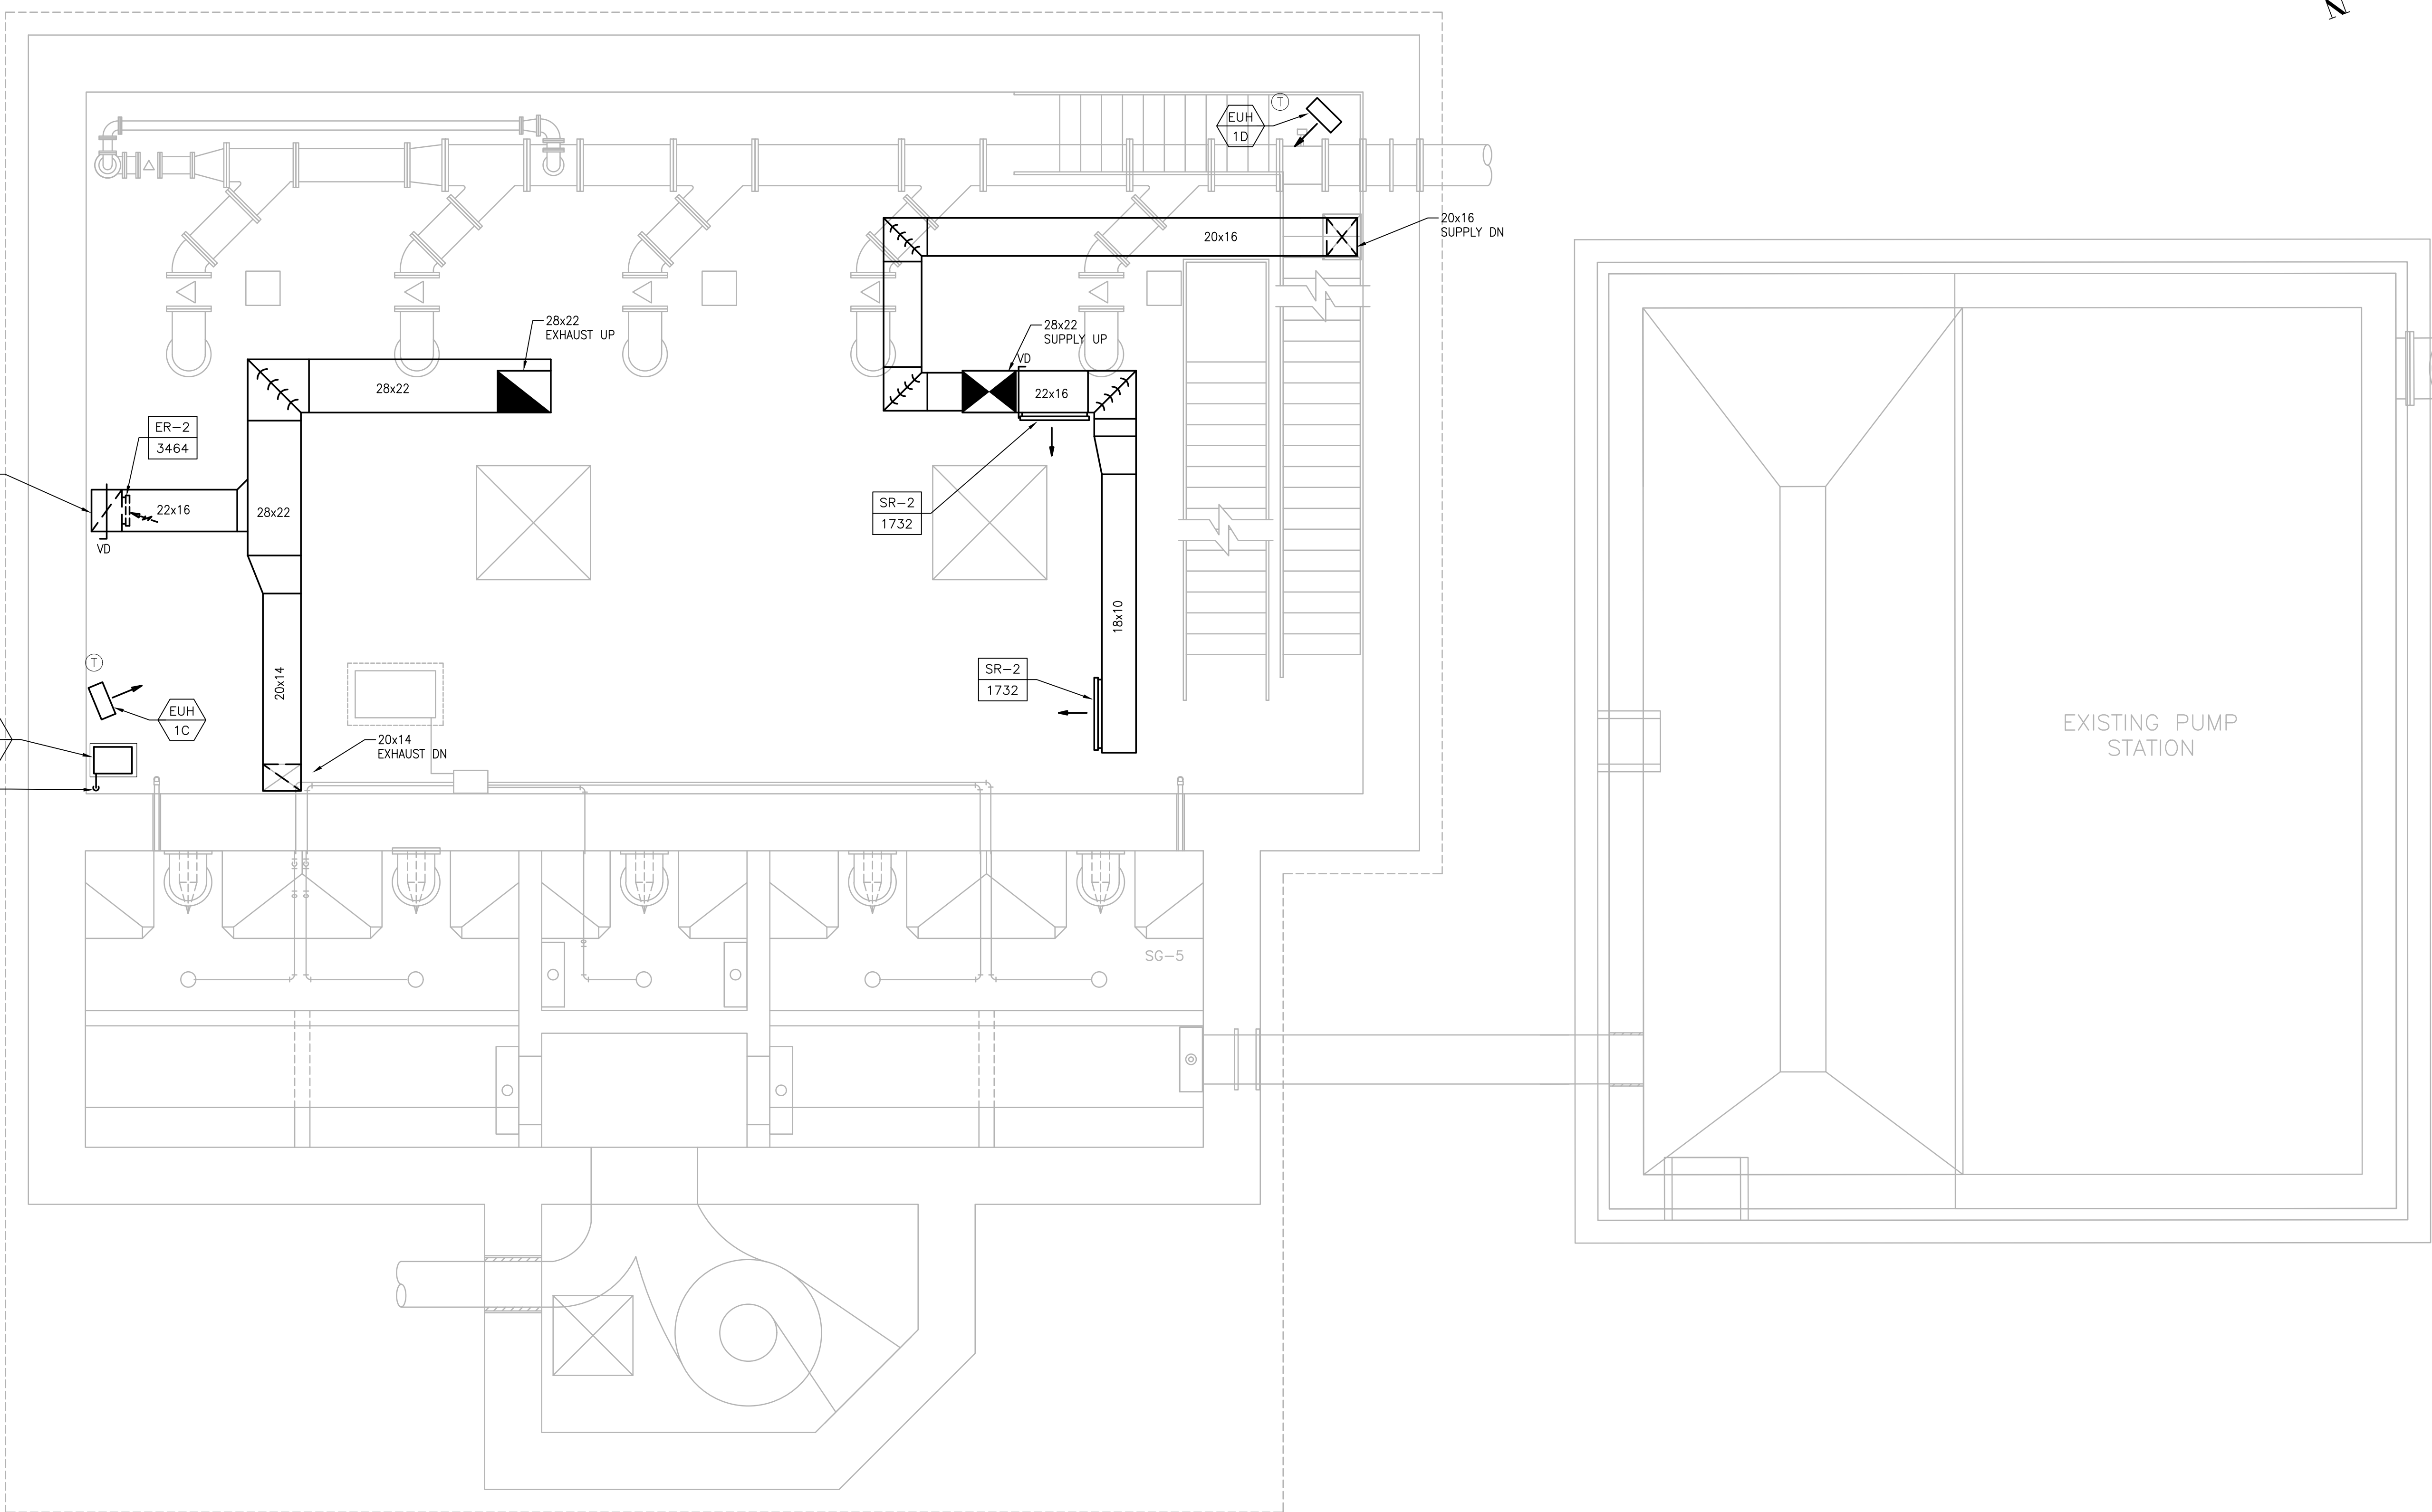 N
EUH
1D
T
20x16
20x16
SUPPLY DN
28x22
EXHAUST UP
28x22
SUPPLY UP
VD
28x22
22x16
ER-2
3464
22x16
28x22
VD
SR-2
1732
18x10
T
EUH
1C
20x14
SR-2
1732
20x14
EXHAUST DN
EXISTING PUMP
STATION
SG-5